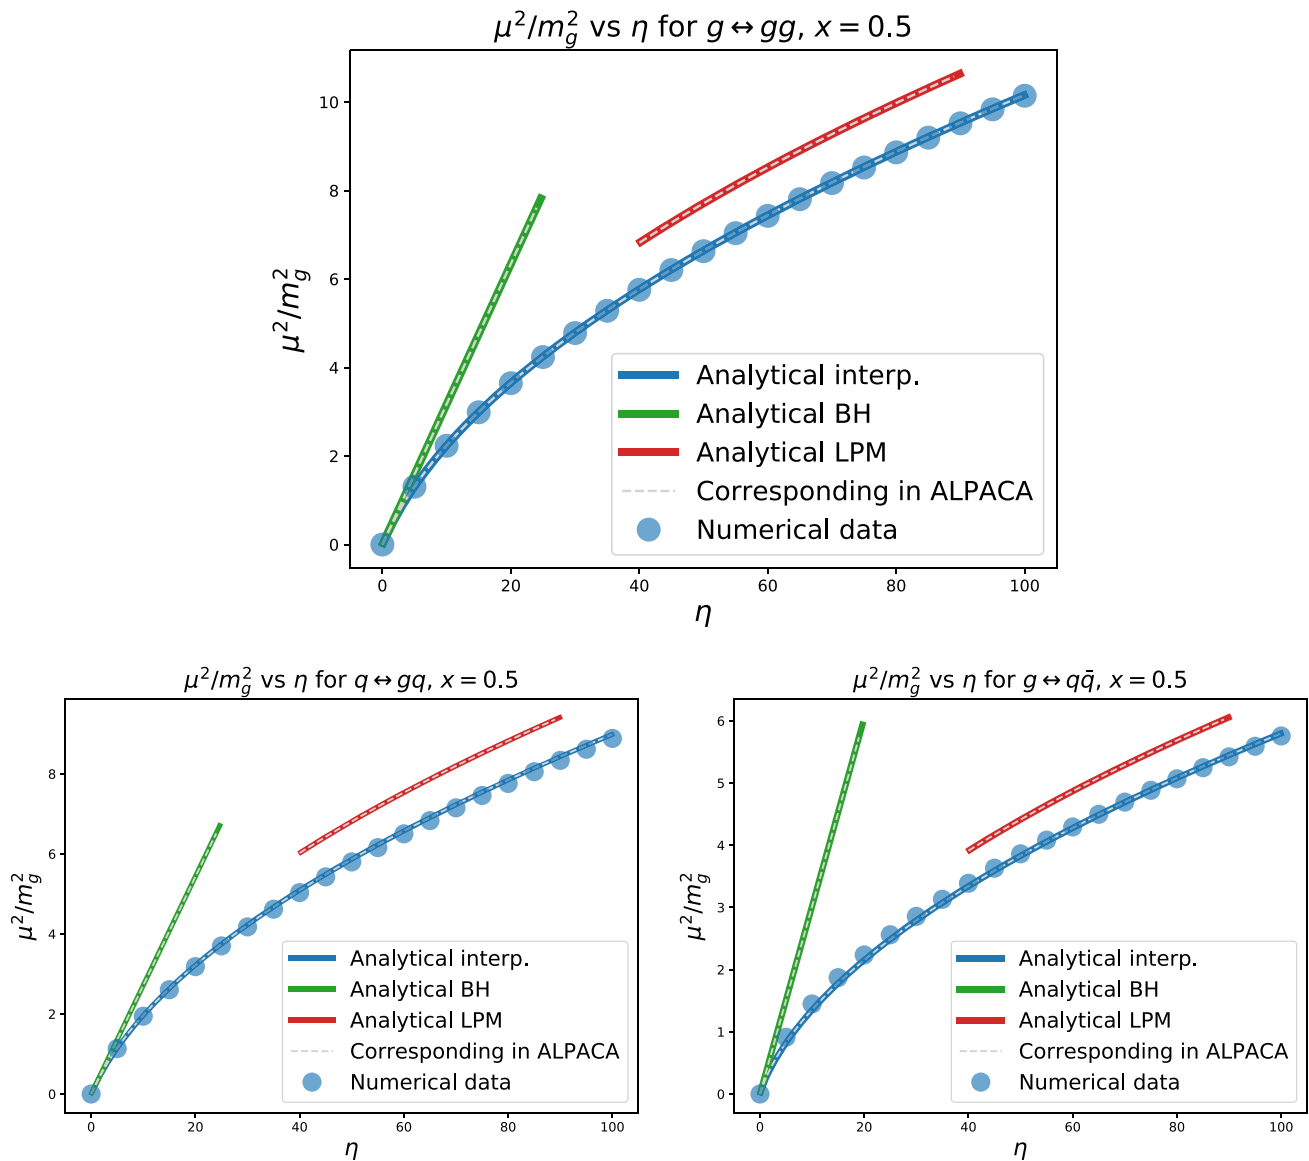 μ²/m_g² vs η for g ↔ gg, x = 0.5
μ²/m_g²
10
8
6
4
2
0
0 20 40 60 80 100
η
Analytical interp.
Analytical BH
Analytical LPM
Corresponding in ALPACA
Numerical data
μ²/m_g² vs η for q ↔ gq, x = 0.5
μ²/m_g²
8
6
4
2
0
0 20 40 60 80 100
η
Analytical interp.
Analytical BH
Analytical LPM
Corresponding in ALPACA
Numerical data
μ²/m_g² vs η for g ↔ qq̄, x = 0.5
μ²/m_g²
6
5
4
3
2
1
0
0 20 40 60 80 100
η
Analytical interp.
Analytical BH
Analytical LPM
Corresponding in ALPACA
Numerical data